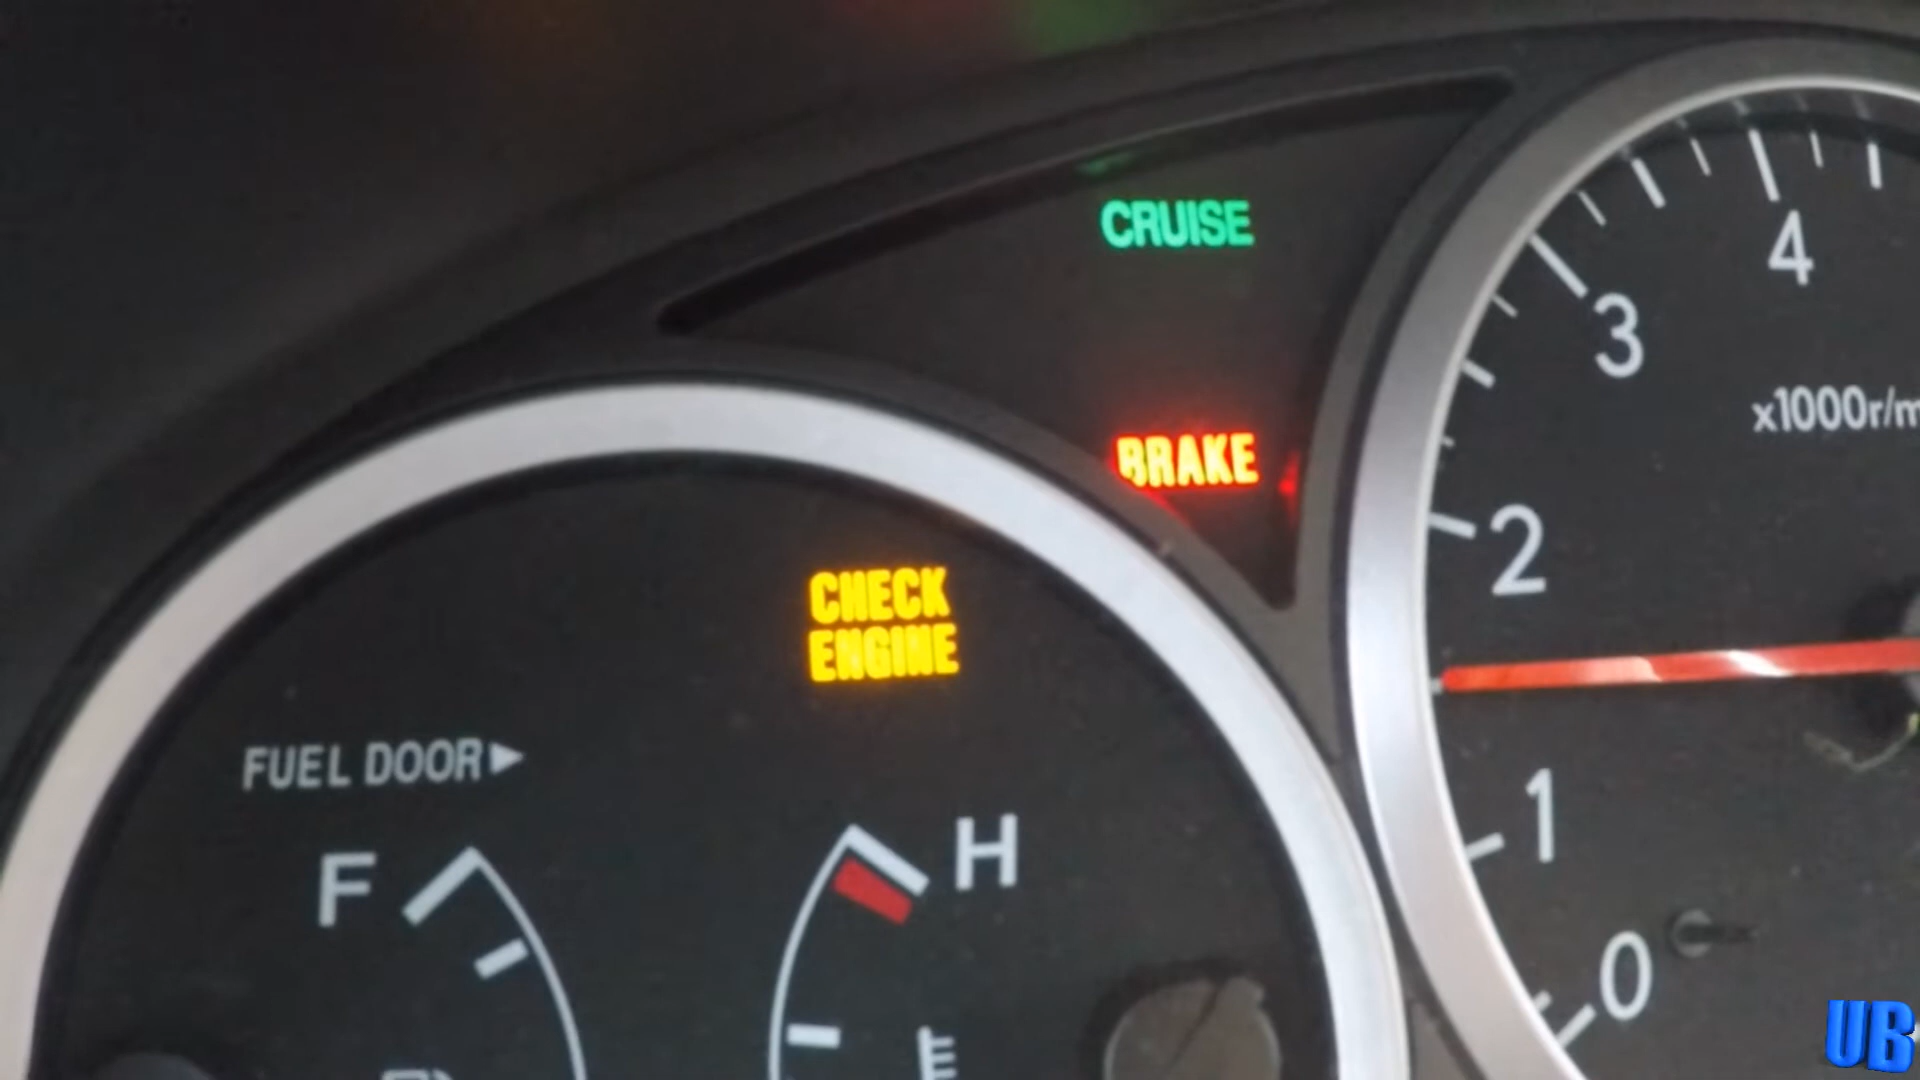 CRUISE
BRAKE
CHECK
ENGINE
FUEL DOOR
F
H
4
3
x1000r/m
2
1
0
UB